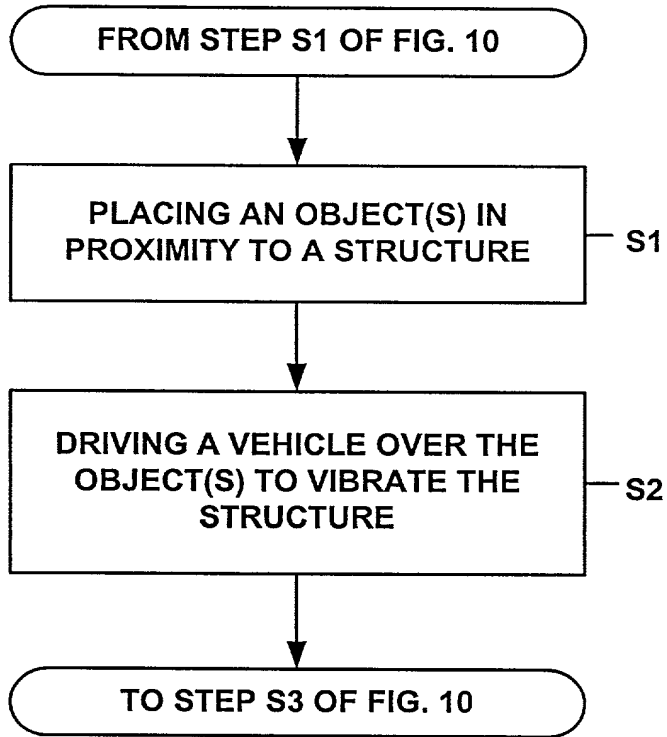 FROM STEP S1 OF FIG. 10
PLACING AN OBJECT(S) IN
PROXIMITY TO A STRUCTURE
S1
DRIVING A VEHICLE OVER THE
OBJECT(S) TO VIBRATE THE
STRUCTURE
S2
TO STEP S3 OF FIG. 10